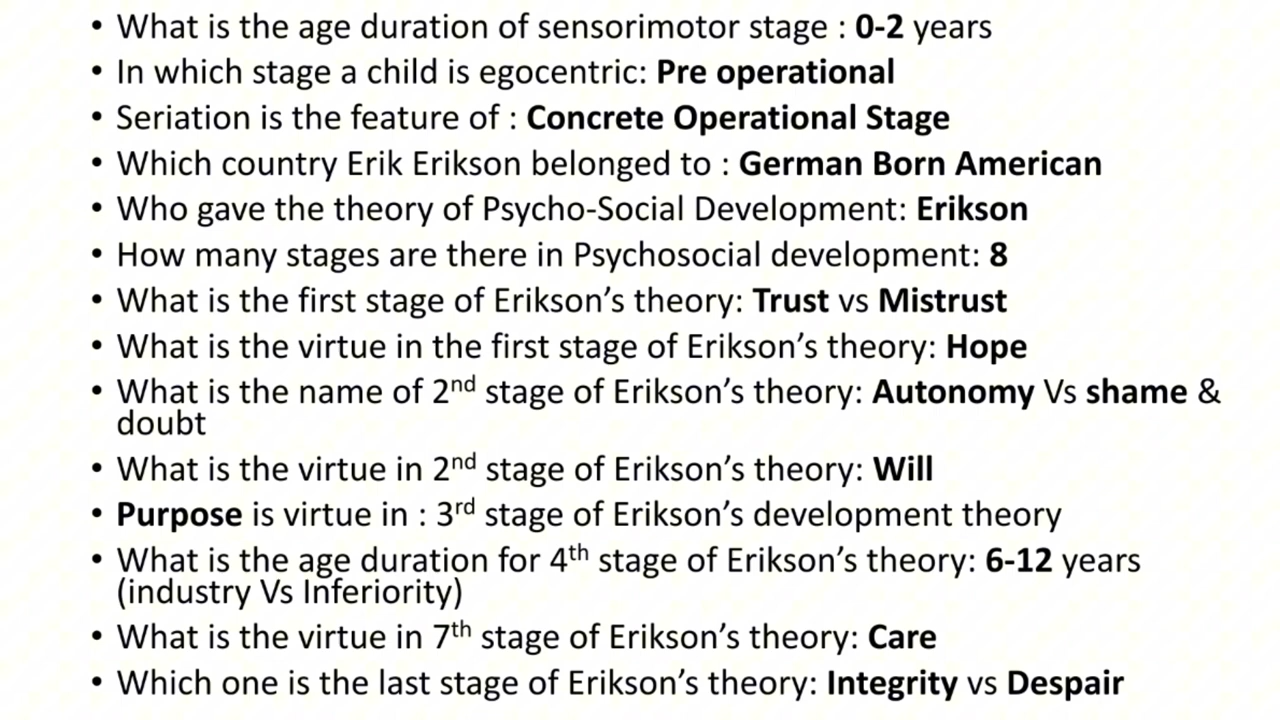 • What is the age duration of sensorimotor stage : 0-2 years
• In which stage a child is egocentric: Pre operational
• Seriation is the feature of : Concrete Operational Stage
• Which country Erik Erikson belonged to : German Born American
• Who gave the theory of Psycho-Social Development: Erikson
• How many stages are there in Psychosocial development: 8
• What is the first stage of Erikson’s theory: Trust vs Mistrust
• What is the virtue in the first stage of Erikson’s theory: Hope
• What is the name of 2nd stage of Erikson’s theory: Autonomy Vs shame &
doubt
• What is the virtue in 2nd stage of Erikson’s theory: Will
• Purpose is virtue in : 3rd stage of Erikson’s development theory
• What is the age duration for 4th stage of Erikson’s theory: 6-12 years
(industry Vs Inferiority)
• What is the virtue in 7th stage of Erikson’s theory: Care
• Which one is the last stage of Erikson’s theory: Integrity vs Despair